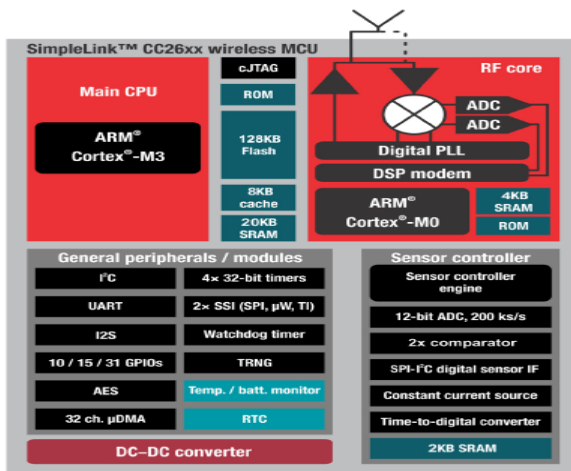 SimpleLink™ CC26xx wireless MCU
Main CPU
ARM®
Cortex®-M3
cJTAG
ROM
128KB
Flash
8KB
cache
20KB
SRAM
RF core
ADC
ADC
Digital PLL
DSP modem
ARM®
Cortex®-M0
4KB
SRAM
ROM
General peripherals / modules
I²C
4× 32-bit timers
UART
2× SSI (SPI, µW, TI)
I2S
Watchdog timer
10 / 15 / 31 GPIOs
TRNG
AES
Temp. / batt. monitor
32 ch. µDMA
RTC
Sensor controller
Sensor controller
engine
12-bit ADC, 200 ks/s
2x comparator
SPI-I²C digital sensor IF
Constant current source
Time-to-digital converter
2KB SRAM
DC–DC converter